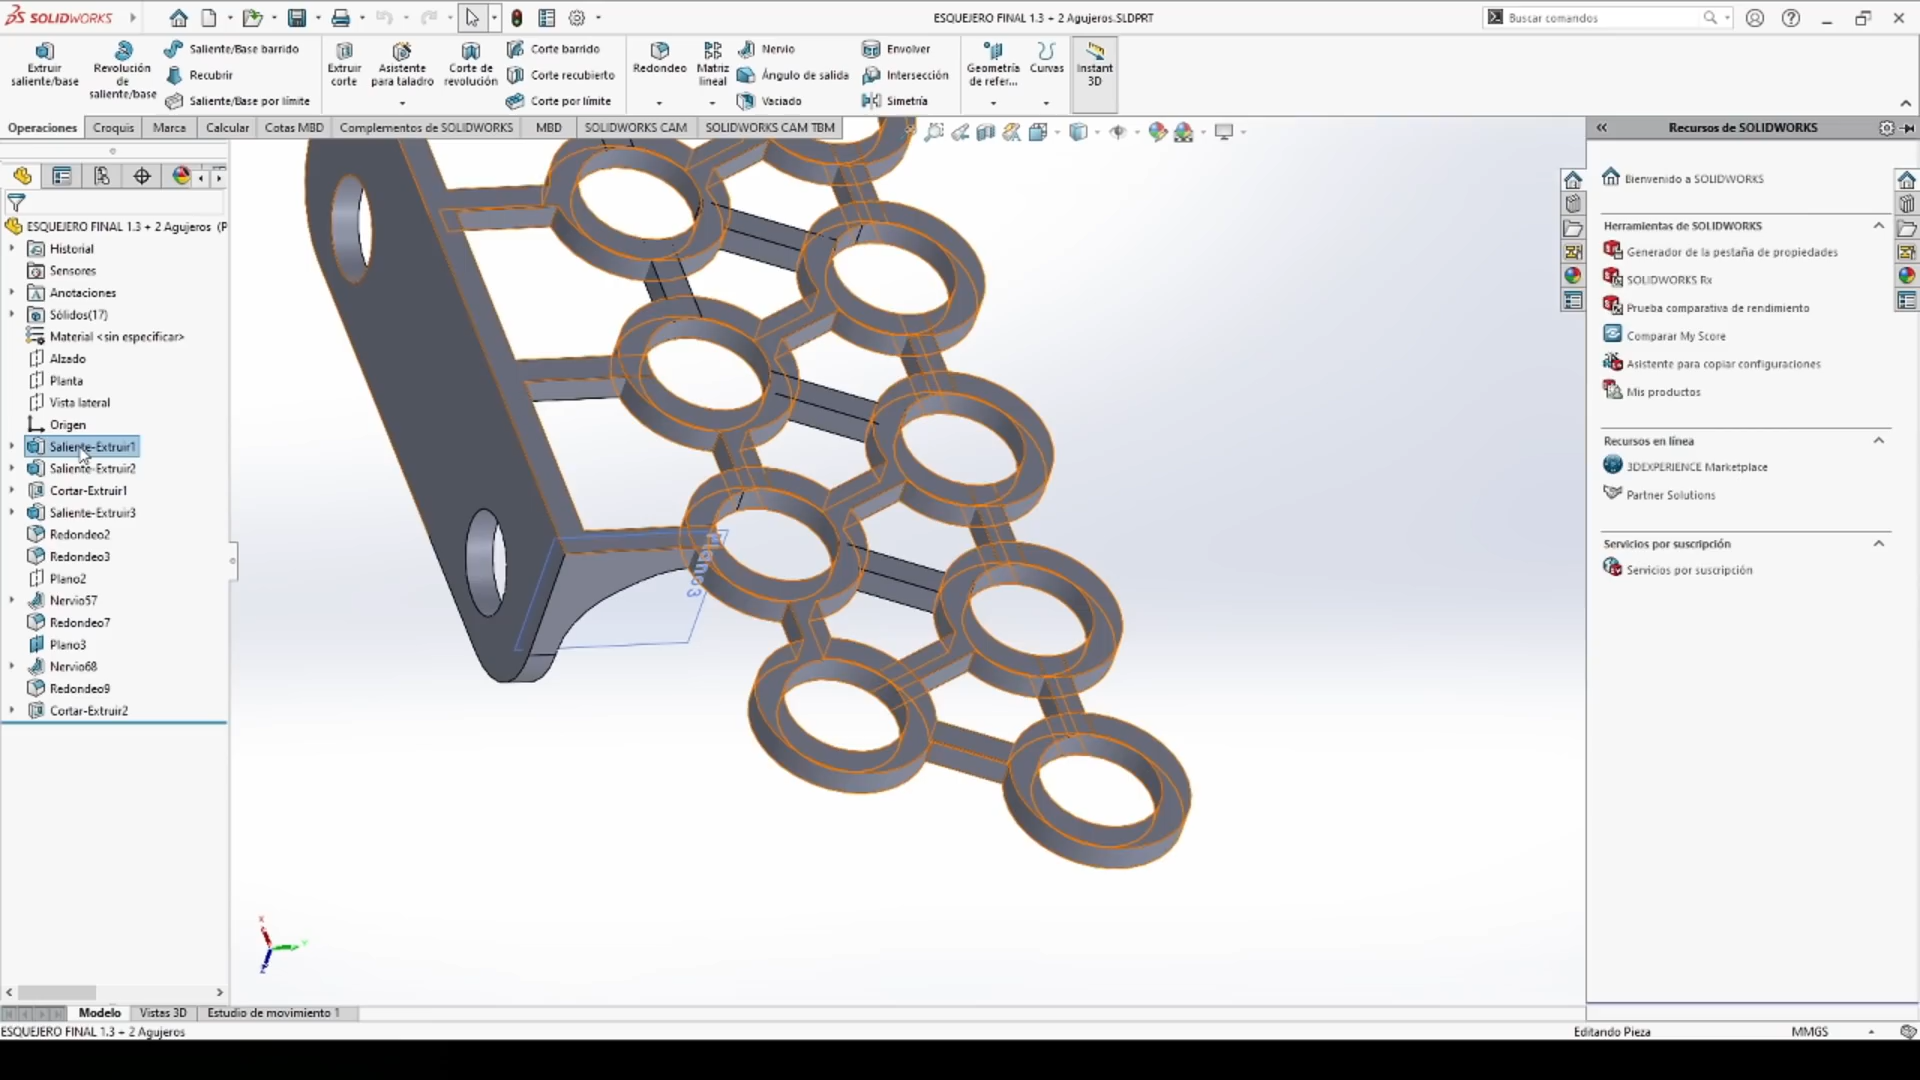 SOLIDWORKS
ESQUEJERO FINAL 1.3 + 2 Agujeros.SLDPRT
Buscar comandos
Extruir saliente/base
Revolución de saliente/base
Saliente/Base barrido
Recubrir
Saliente/Base por límite
Extruir corte
Asistente para taladro
Corte de revolución
Corte barrido
Corte recubierto
Corte por límite
Redondeo
Matriz lineal
Nervio
Ángulo de salida
Vaciado
Envolver
Intersección
Simetría
Geometría de refer...
Curvas
Instant 3D
Operaciones
Croquis
Marca
Calcular
Cotas MBD
Complementos de SOLIDWORKS
MBD
SOLIDWORKS CAM
SOLIDWORKS CAM TBM
ESQUEJERO FINAL 1.3 + 2 Agujeros (P
Historial
Sensores
Anotaciones
Sólidos(17)
Material <sin especificar>
Alzado
Planta
Vista lateral
Origen
Saliente-Extruir1
Saliente-Extruir2
Cortar-Extruir1
Saliente-Extruir3
Redondeo2
Redondeo3
Plano2
Nervio57
Redondeo7
Plano3
Nervio68
Redondeo9
Cortar-Extruir2
Plano3
Recursos de SOLIDWORKS
Bienvenido a SOLIDWORKS
Herramientas de SOLIDWORKS
Generador de la pestaña de propiedades
SOLIDWORKS Rx
Prueba comparativa de rendimiento
Comparar My Score
Asistente para copiar configuraciones
Mis productos
Recursos en línea
3DEXPERIENCE Marketplace
Partner Solutions
Servicios por suscripción
Servicios por suscripción
Modelo
Vistas 3D
Estudio de movimiento 1
ESQUEJERO FINAL 1.3 + 2 Agujeros
Editando Pieza
MMGS